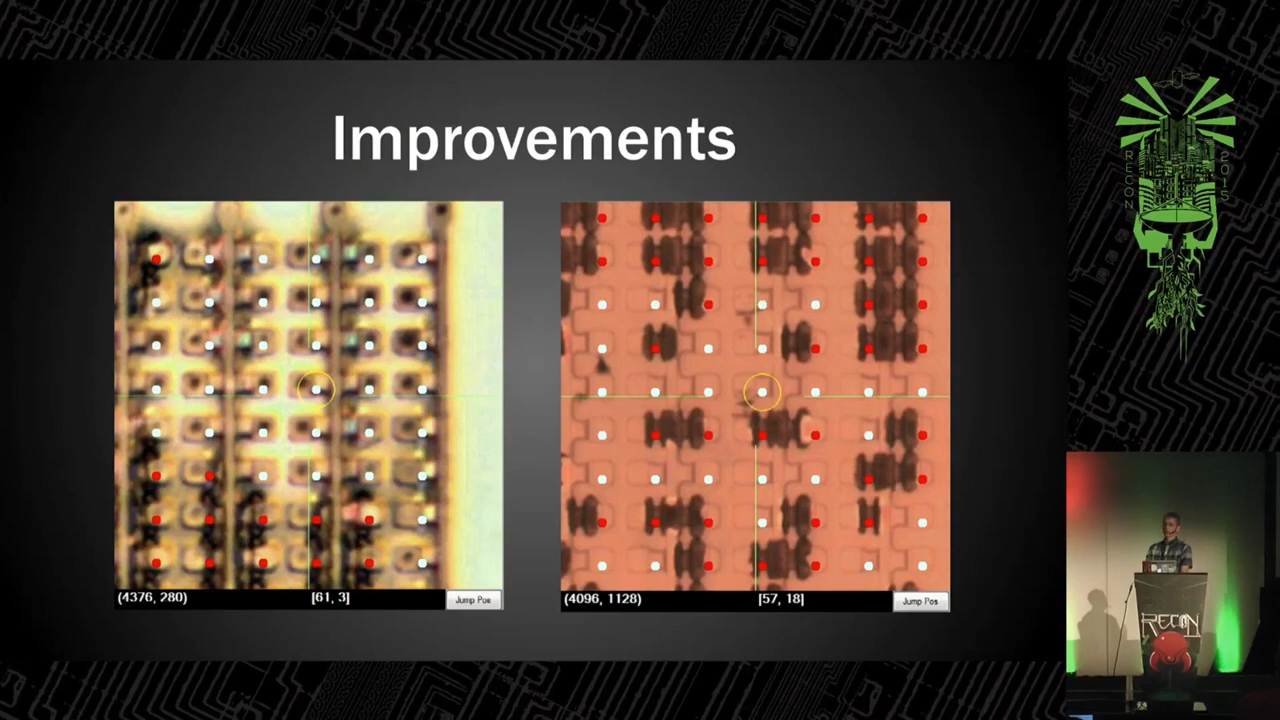 Improvements
(4376, 280) [61, 3] Jump Pos
(4096, 1128) [57, 18] Jump Pos
RECON
2015
RECON